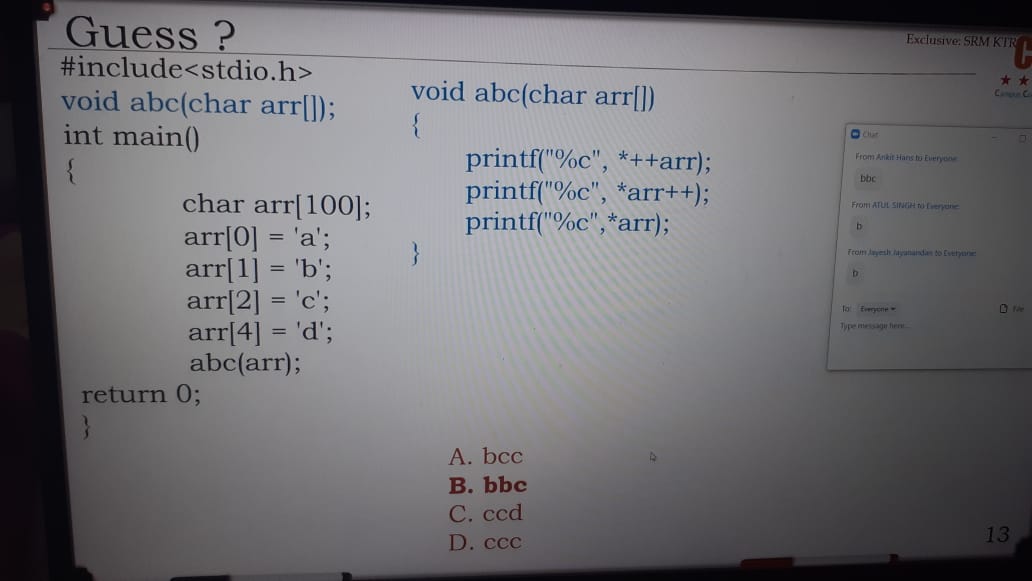 Guess ?
Exclusive: SRM KTR
#include<stdio.h>
void abc(char arr[]);
int main()
{
char arr[100];
arr[0] = 'a';
arr[1] = 'b';
arr[2] = 'c';
arr[4] = 'd';
abc(arr);
return 0;
}
void abc(char arr[])
{
printf("%c", *++arr);
printf("%c", *arr++);
printf("%c",*arr);
}
A. bcc
B. bbc
C. ccd
D. ccc
Chat
From Ankit Hans to Everyone:
bbc
From ATUL SINGH to Everyone:
b
From Jayesh Jayanandan to Everyone:
b
To: Everyone
File
Type message here...
13